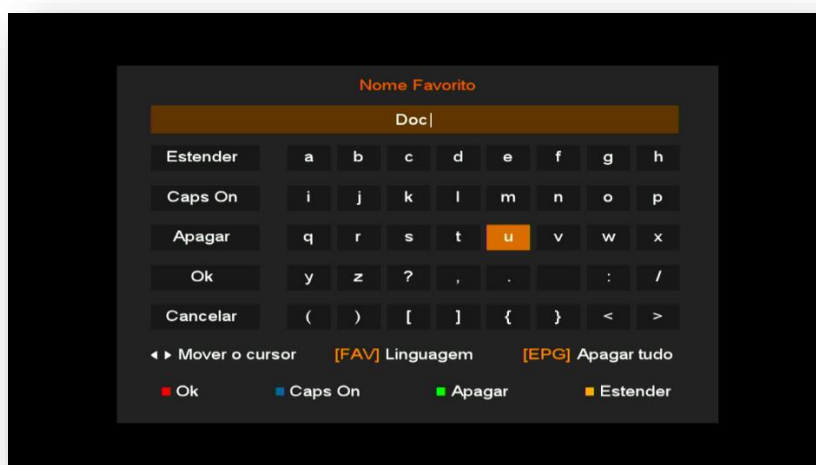 Nome Favorito
Doc|
Estender a b c d e f g h
Caps On i j k l m n o p
Apagar q r s t u v w x
Ok y z ? , . : /
Cancelar ( ) [ ] { } < >
◂ ▸ Mover o cursor [FAV] Linguagem [EPG] Apagar tudo
Ok Caps On Apagar Estender